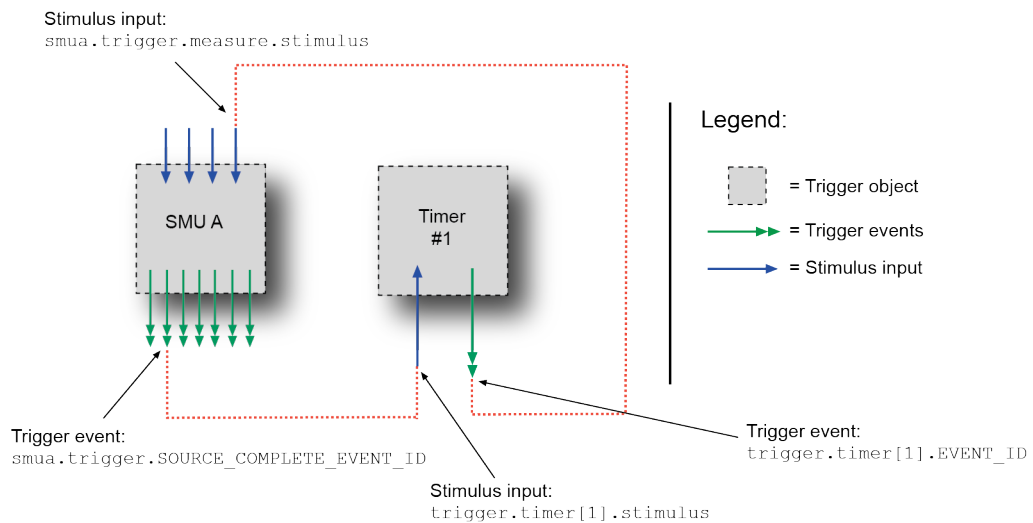 Stimulus input:
smua.trigger.measure.stimulus
Legend:
SMU A
Timer
#1
= Trigger object
= Trigger events
= Stimulus input
Trigger event:
smua.trigger.SOURCE_COMPLETE_EVENT_ID
Trigger event:
trigger.timer[1].EVENT_ID
Stimulus input:
trigger.timer[1].stimulus